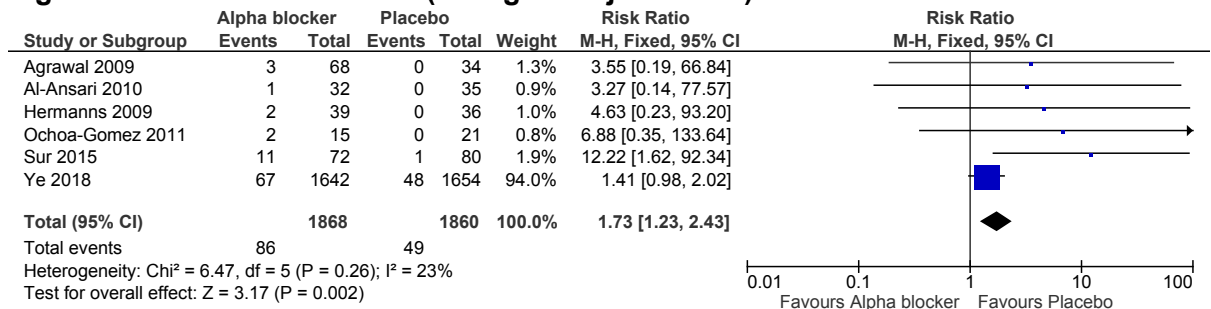 Alpha blocker Placebo Risk Ratio Risk Ratio
Study or Subgroup Events Total Events Total Weight M-H, Fixed, 95% CI M-H, Fixed, 95% CI
Agrawal 2009 3 68 0 34 1.3% 3.55 [0.19, 66.84]
Al-Ansari 2010 1 32 0 35 0.9% 3.27 [0.14, 77.57]
Hermanns 2009 2 39 0 36 1.0% 4.63 [0.23, 93.20]
Ochoa-Gomez 2011 2 15 0 21 0.8% 6.88 [0.35, 133.64]
Sur 2015 11 72 1 80 1.9% 12.22 [1.62, 92.34]
Ye 2018 67 1642 48 1654 94.0% 1.41 [0.98, 2.02]
Total (95% CI) 1868 1860 100.0% 1.73 [1.23, 2.43]
Total events 86 49
Heterogeneity: Chi² = 6.47, df = 5 (P = 0.26); I² = 23%
Test for overall effect: Z = 3.17 (P = 0.002)
0.01 0.1 1 10 100
Favours Alpha blocker Favours Placebo